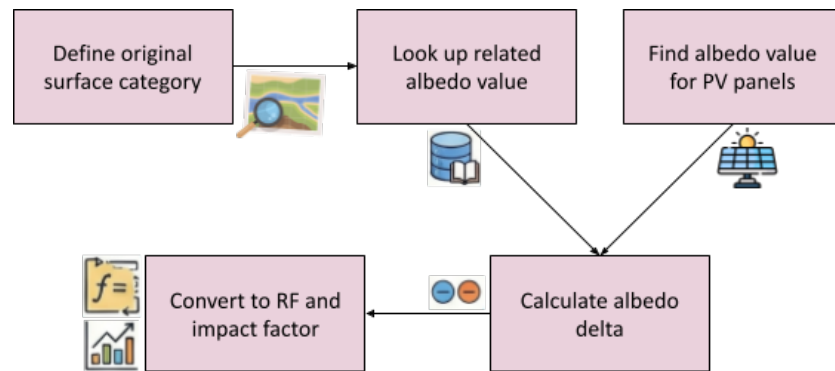 Define original
surface category
Look up related
albedo value
Find albedo value
for PV panels
f=
Convert to RF and
impact factor
Calculate albedo
delta